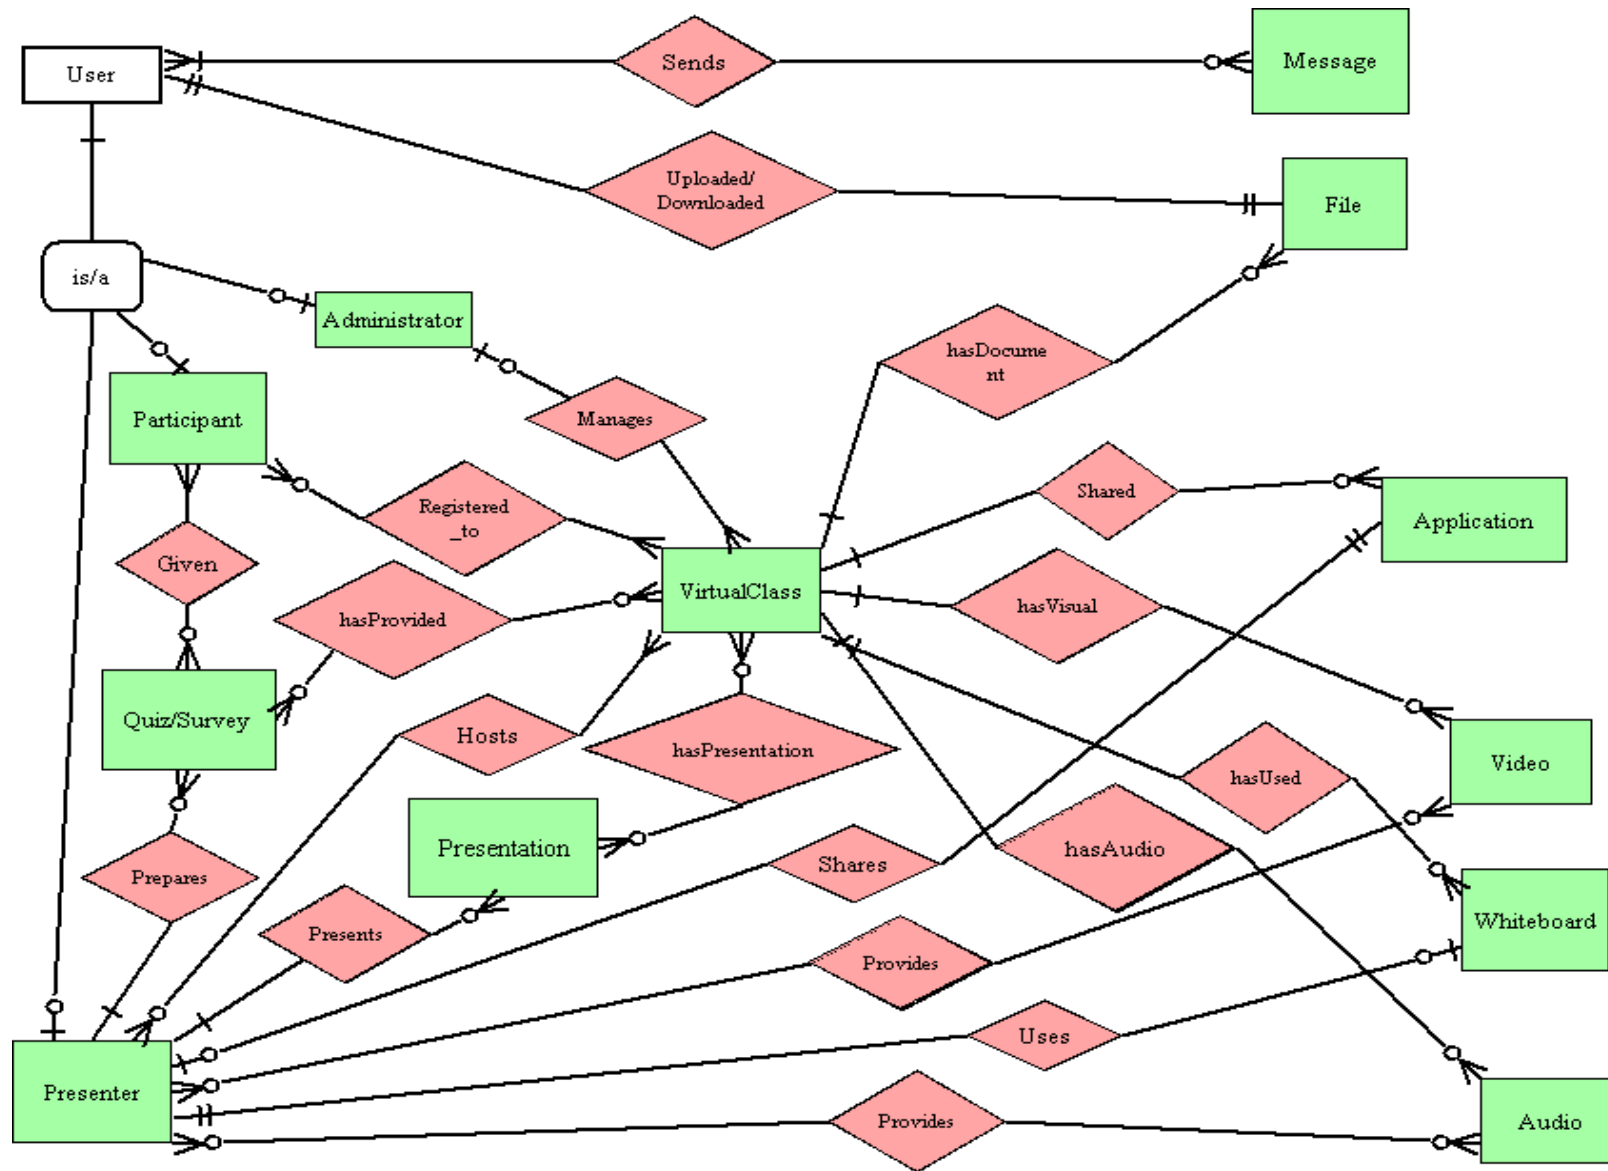 User
Sends
Message
Uploaded/
Downloaded
File
is/a
Administrator
hasDocume
nt
Participant
Manages
Registered
_to
Shared
Application
Given
hasProvided
VirtualClass
hasVisual
Quiz/Survey
Hosts
hasPresentation
hasUsed
Video
Presentation
Shares
hasAudio
Prepares
Presents
Provides
Whiteboard
Uses
Presenter
Provides
Audio